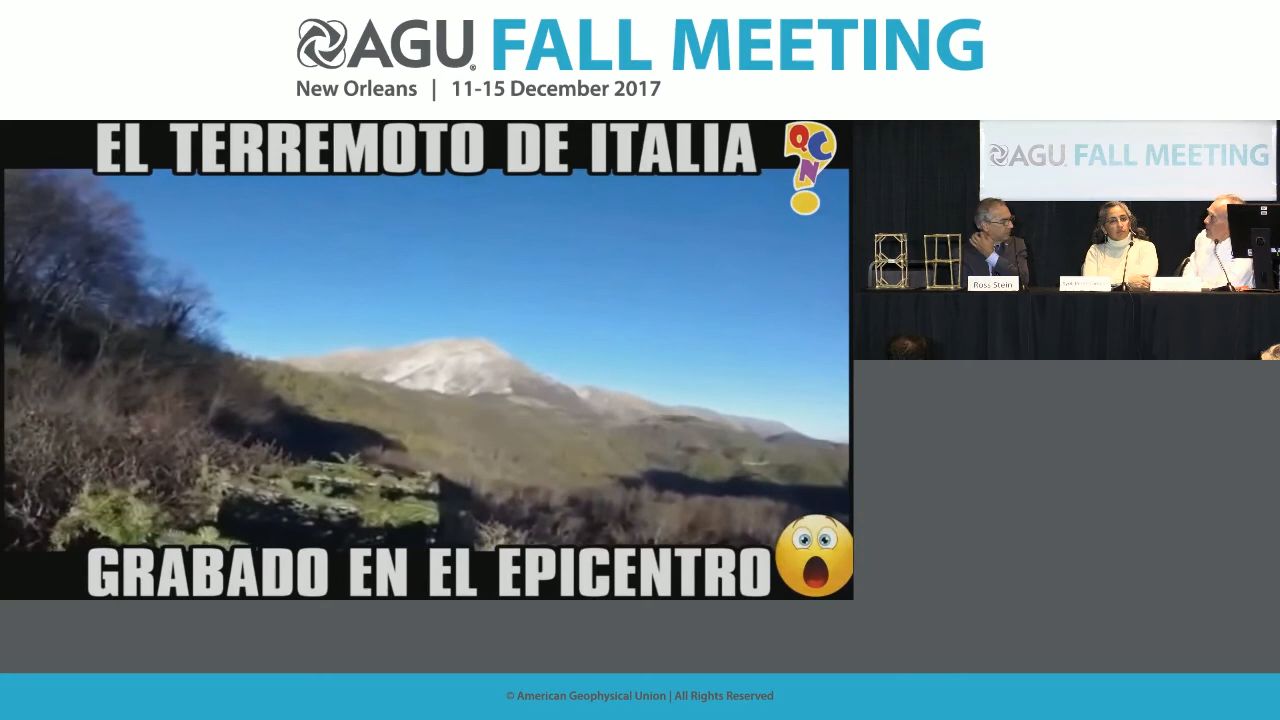 AGU FALL MEETING
New Orleans | 11-15 December 2017
EL TERREMOTO DE ITALIA
QCN?
AGU FALL MEETING
Ross Stein
GRABADO EN EL EPICENTRO
© American Geophysical Union | All Rights Reserved